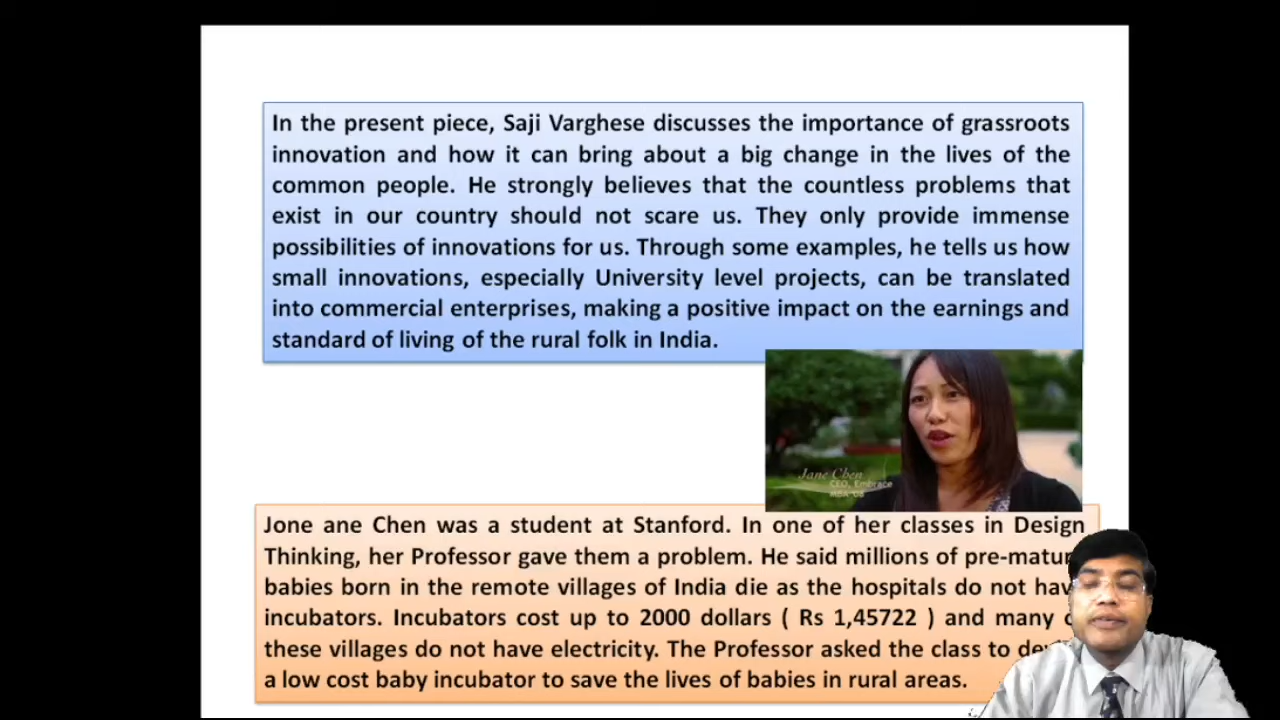 In the present piece, Saji Varghese discusses the importance of grassroots
innovation and how it can bring about a big change in the lives of the
common people. He strongly believes that the countless problems that
exist in our country should not scare us. They only provide immense
possibilities of innovations for us. Through some examples, he tells us how
small innovations, especially University level projects, can be translated
into commercial enterprises, making a positive impact on the earnings and
standard of living of the rural folk in India.
Jane Chen
CEO, Embrace
Jone ane Chen was a student at Stanford. In one of her classes in Design
Thinking, her Professor gave them a problem. He said millions of pre-matur
babies born in the remote villages of India die as the hospitals do not hav
incubators. Incubators cost up to 2000 dollars ( Rs 1,45722 ) and many
these villages do not have electricity. The Professor asked the class to
a low cost baby incubator to save the lives of babies in rural areas.